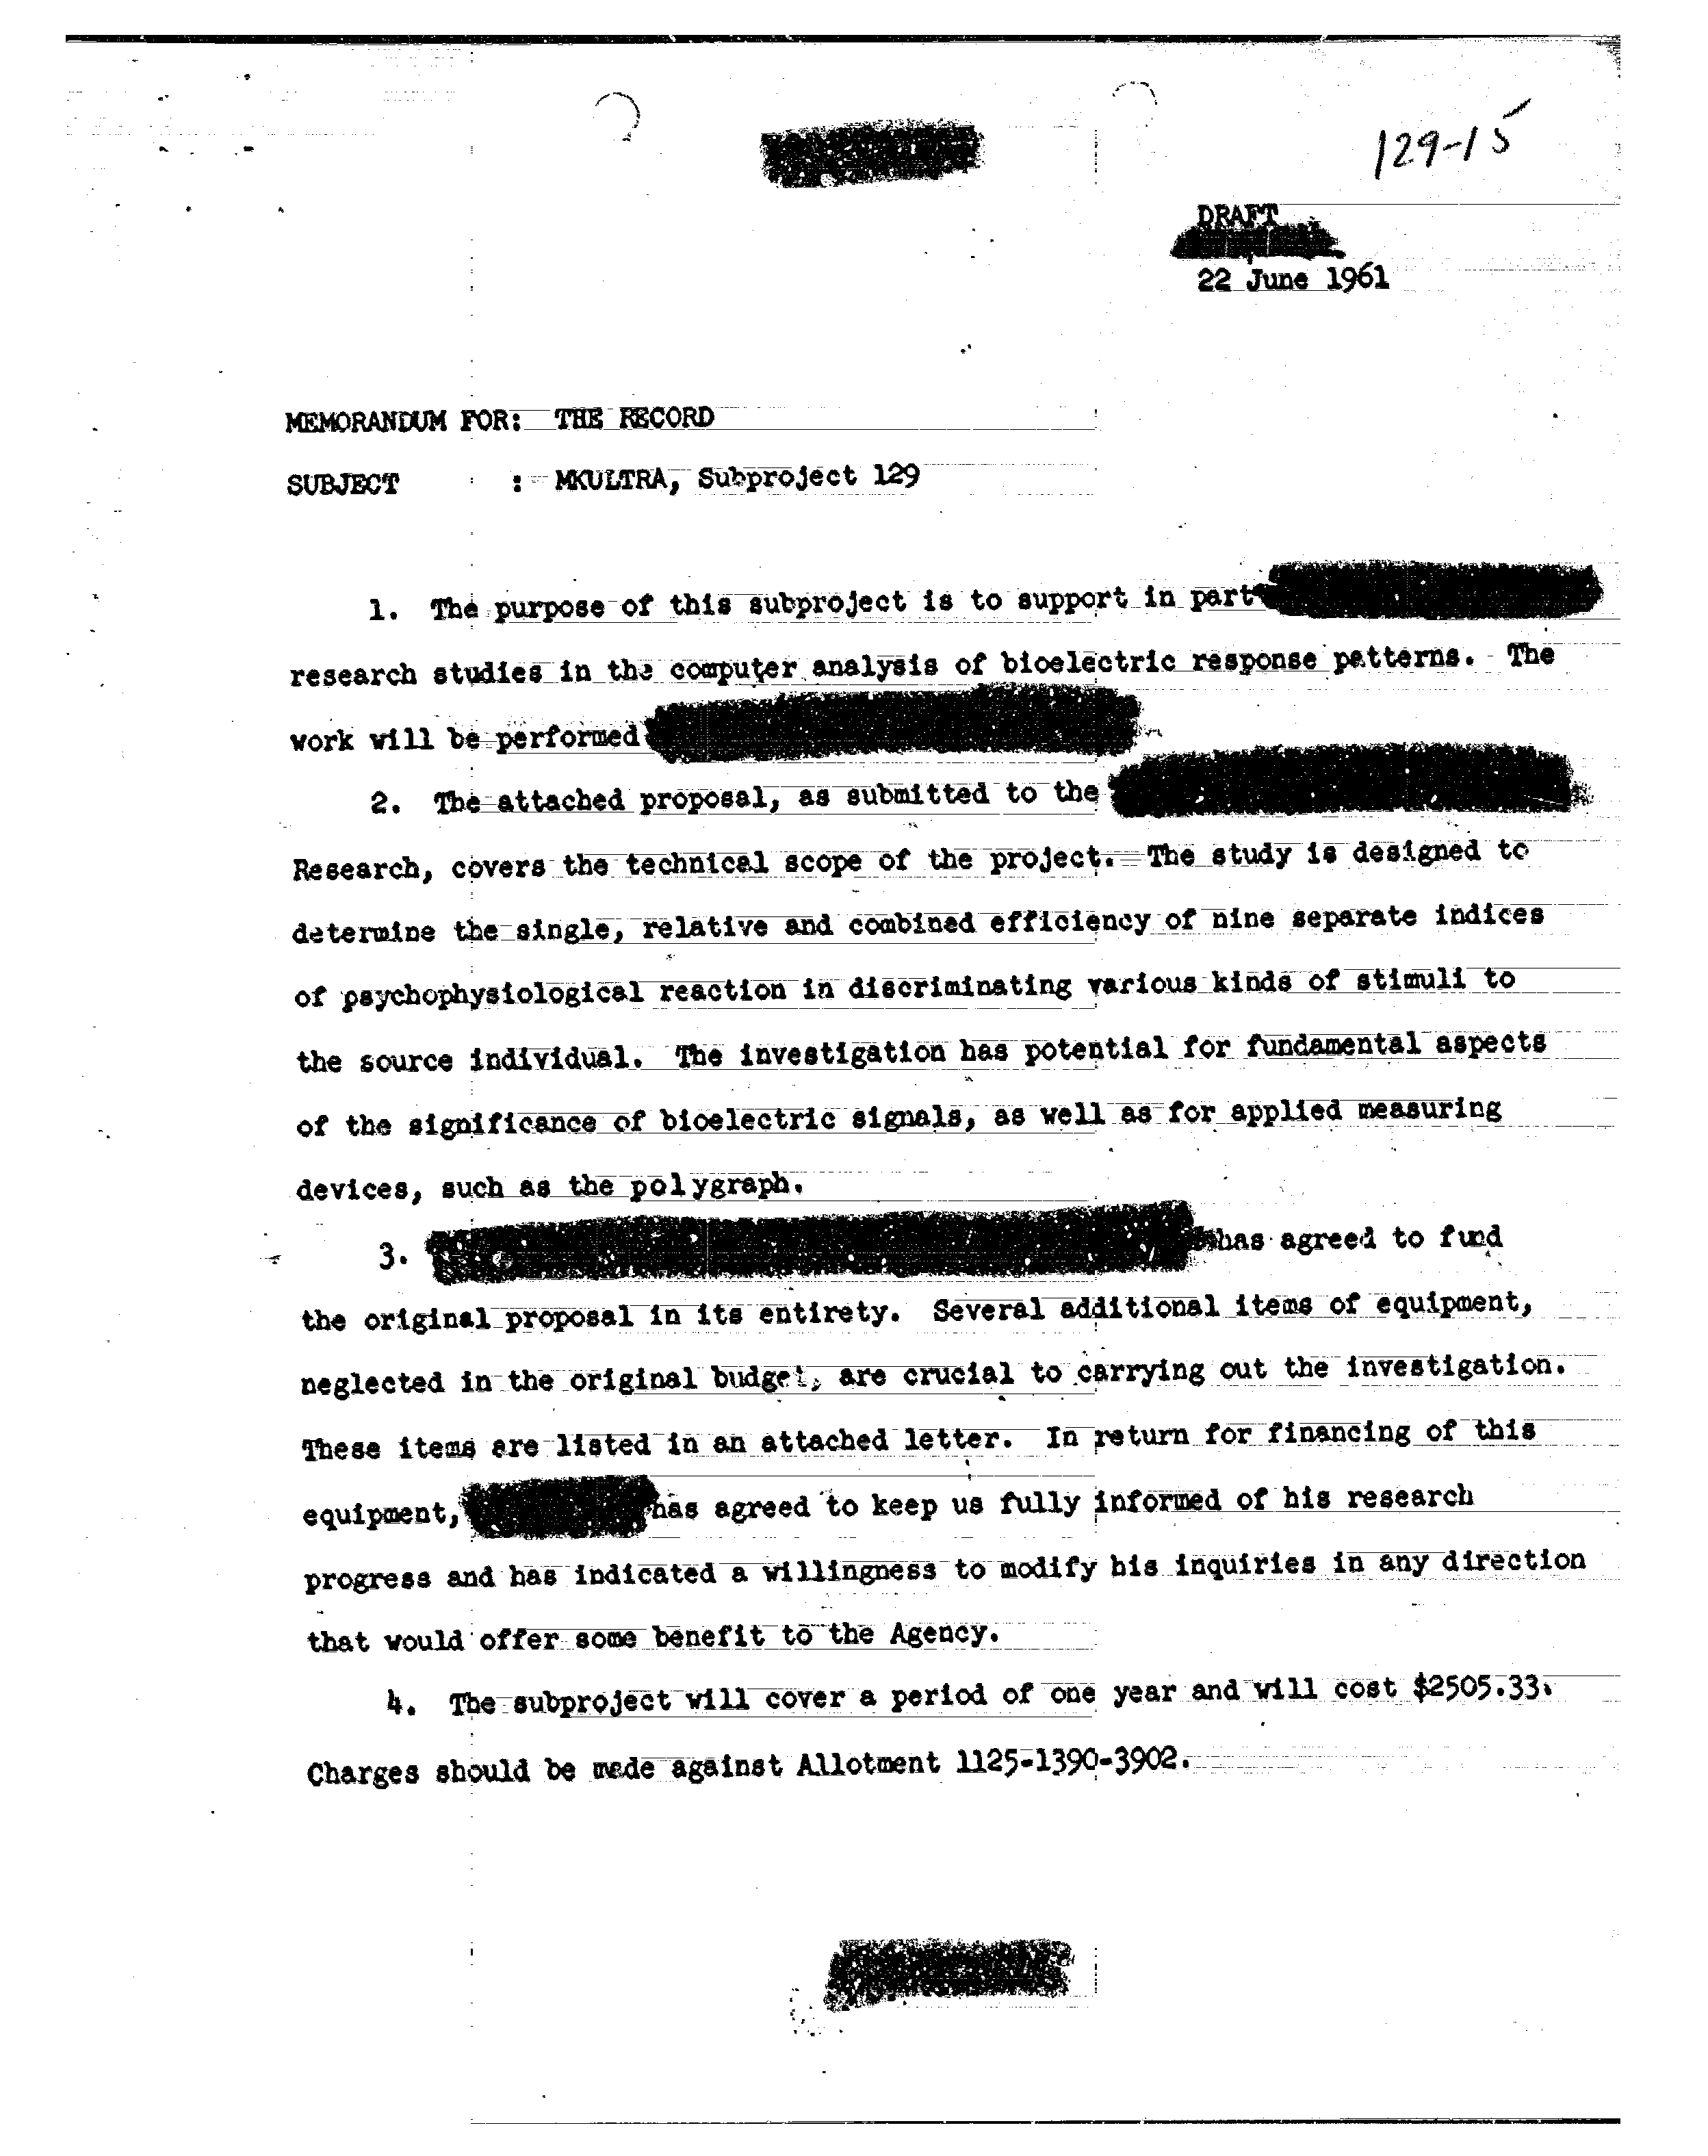 129-15
DRAFT
22 June 1961
MEMORANDUM FOR: THE RECORD
SUBJECT : MKULTRA, Subproject 129
1. The purpose of this subproject is to support in part
research studies in the computer analysis of bioelectric response patterns. The
work will be performed
2. The attached proposal, as submitted to the
Research, covers the technical scope of the project. The study is designed to
determine the single, relative and combined efficiency of nine separate indices
of psychophysiological reaction in discriminating various kinds of stimuli to
the source individual. The investigation has potential for fundamental aspects
of the significance of bioelectric signals, as well as for applied measuring
devices, such as the polygraph.
3. has agreed to fund
the original proposal in its entirety. Several additional items of equipment,
neglected in the original budget, are crucial to carrying out the investigation.
These items are listed in an attached letter. In return for financing of this
equipment, has agreed to keep us fully informed of his research
progress and has indicated a willingness to modify his inquiries in any direction
that would offer some benefit to the Agency.
4. The subproject will cover a period of one year and will cost $2505.33.
Charges should be made against Allotment 1125-1390-3902.